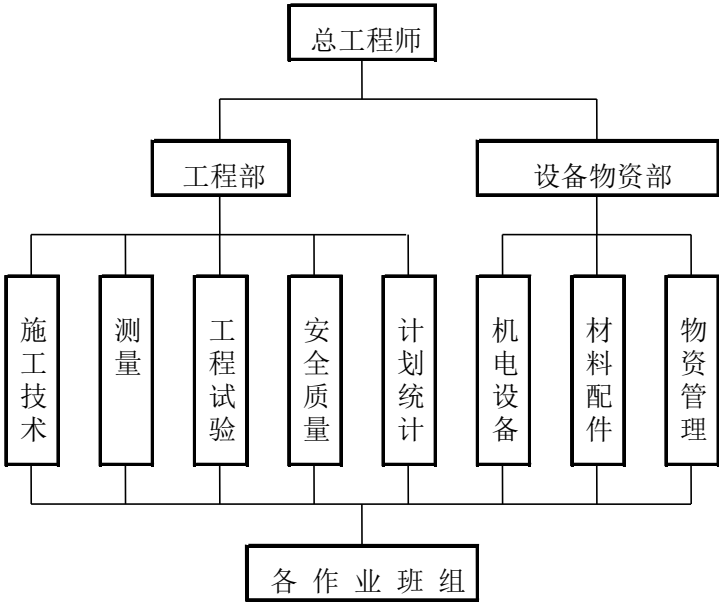 总工程师
工程部
设备物资部
施工技术
测量
工程试验
安全质量
计划统计
机电设备
材料配件
物资管理
各作业班组